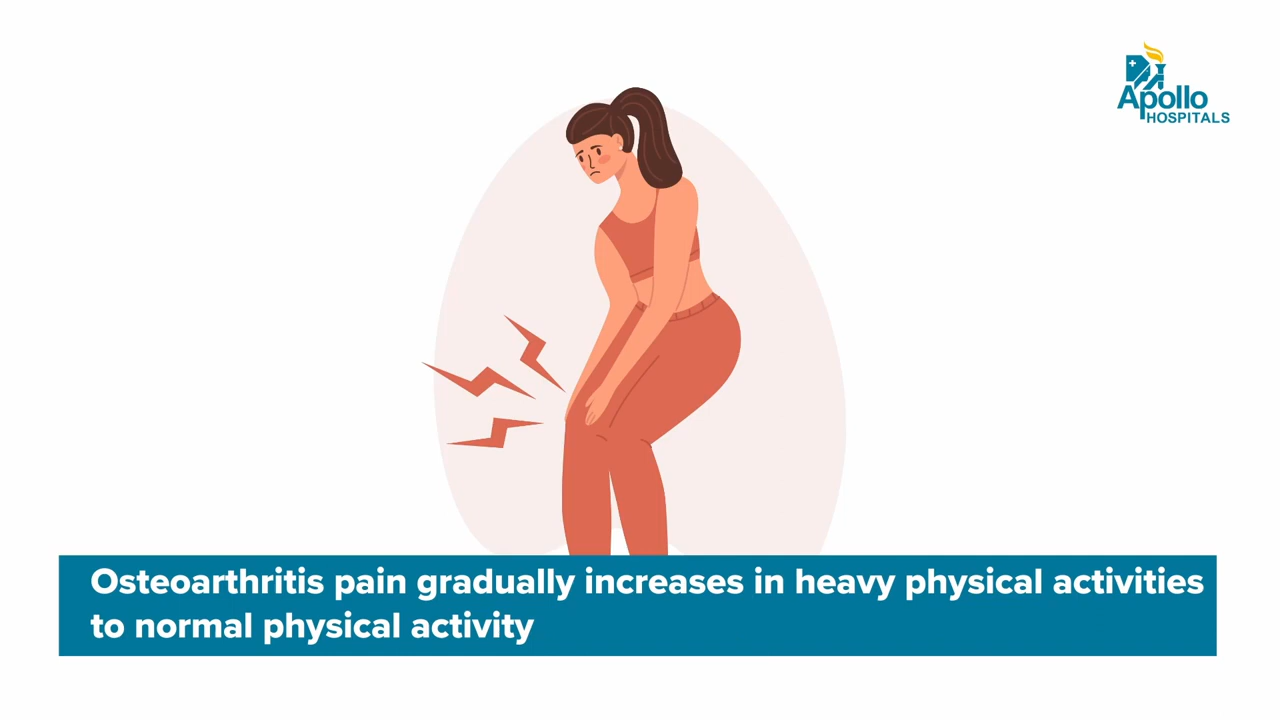 Apollo
HOSPITALS
Osteoarthritis pain gradually increases in heavy physical activities
to normal physical activity